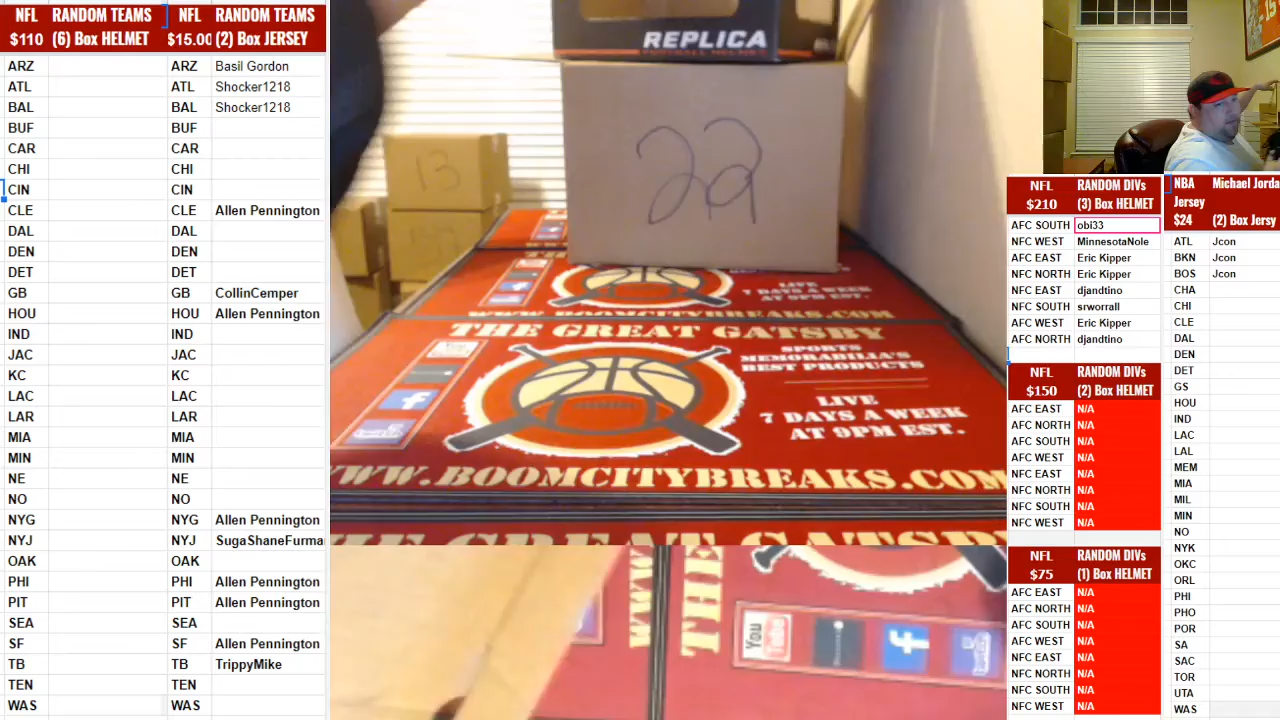 NFL RANDOM TEAMS
$110 (6) Box HELMET
ARZ
ATL
BAL
BUF
CAR
CHI
CIN
CLE
DAL
DEN
DET
GB
HOU
IND
JAC
KC
LAC
LAR
MIA
MIN
NE
NO
NYG
NYJ
OAK
PHI
PIT
SEA
SF
TB
TEN
WAS
NFL RANDOM TEAMS
$15.00 (2) Box JERSEY
ARZ Basil Gordon
ATL Shocker1218
BAL Shocker1218
BUF
CAR
CHI
CIN
CLE Allen Pennington
DAL
DEN
DET
GB CollinCemper
HOU Allen Pennington
IND
JAC
KC
LAC
LAR
MIA
MIN
NE
NO
NYG Allen Pennington
NYJ SugaShaneFurma
OAK
PHI Allen Pennington
PIT Allen Pennington
SEA
SF Allen Pennington
TB TrippyMike
TEN
WAS
REPLICA
FOOTBALL HELMET
22
13
WWW.BOOMCITYBREAKS.COM
THE GREAT GATSBY
SPORTS
MEMORABILIA'S
BEST PRODUCTS
LIVE
7 DAYS A WEEK
AT 9PM EST.
WWW.BOOMCITYBREAKS.COM
THE GREAT GATSBY
WWW
THE
You
Tube
NFL RANDOM DIVs
$210 (3) Box HELMET
AFC SOUTH obi33
NFC WEST MinnesotaNole
AFC EAST Eric Kipper
NFC NORTH Eric Kipper
NFC EAST djandtino
NFC SOUTH srworrall
AFC WEST Eric Kipper
AFC NORTH djandtino
NFL RANDOM DIVs
$150 (2) Box HELMET
AFC EAST N/A
AFC NORTH N/A
AFC SOUTH N/A
AFC WEST N/A
NFC EAST N/A
NFC NORTH N/A
NFC SOUTH N/A
NFC WEST N/A
NFL RANDOM DIVs
$75 (1) Box HELMET
AFC EAST N/A
AFC NORTH N/A
AFC SOUTH N/A
AFC WEST N/A
NFC EAST N/A
NFC NORTH N/A
NFC SOUTH N/A
NFC WEST N/A
NBA Michael Jorda
Jersey
$24 (2) Box Jersy
ATL Jcon
BKN Jcon
BOS Jcon
CHA
CHI
CLE
DAL
DEN
DET
GS
HOU
IND
LAC
LAL
MEM
MIA
MIL
MIN
NO
NYK
OKC
ORL
PHI
PHO
POR
SA
SAC
TOR
UTA
WAS